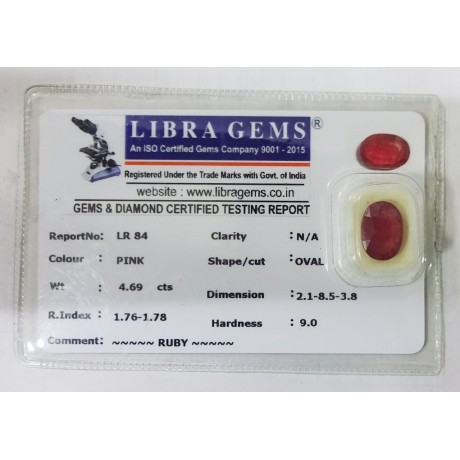 LIBRA GEMS®
An ISO Certified Gems Company 9001 - 2015
Registered Under the Trade Marks with Govt. of India
website : www.libragems.co.in
GEMS & DIAMOND CERTIFIED TESTING REPORT
ReportNo: LR 84 Clarity : N/A
Colour : PINK Shape/cut : OVAL
Wt : 4.69 cts Dimension : 2.1-8.5-3.8
R.Index : 1.76-1.78 Hardness : 9.0
Comment: ~~~~~ RUBY ~~~~~